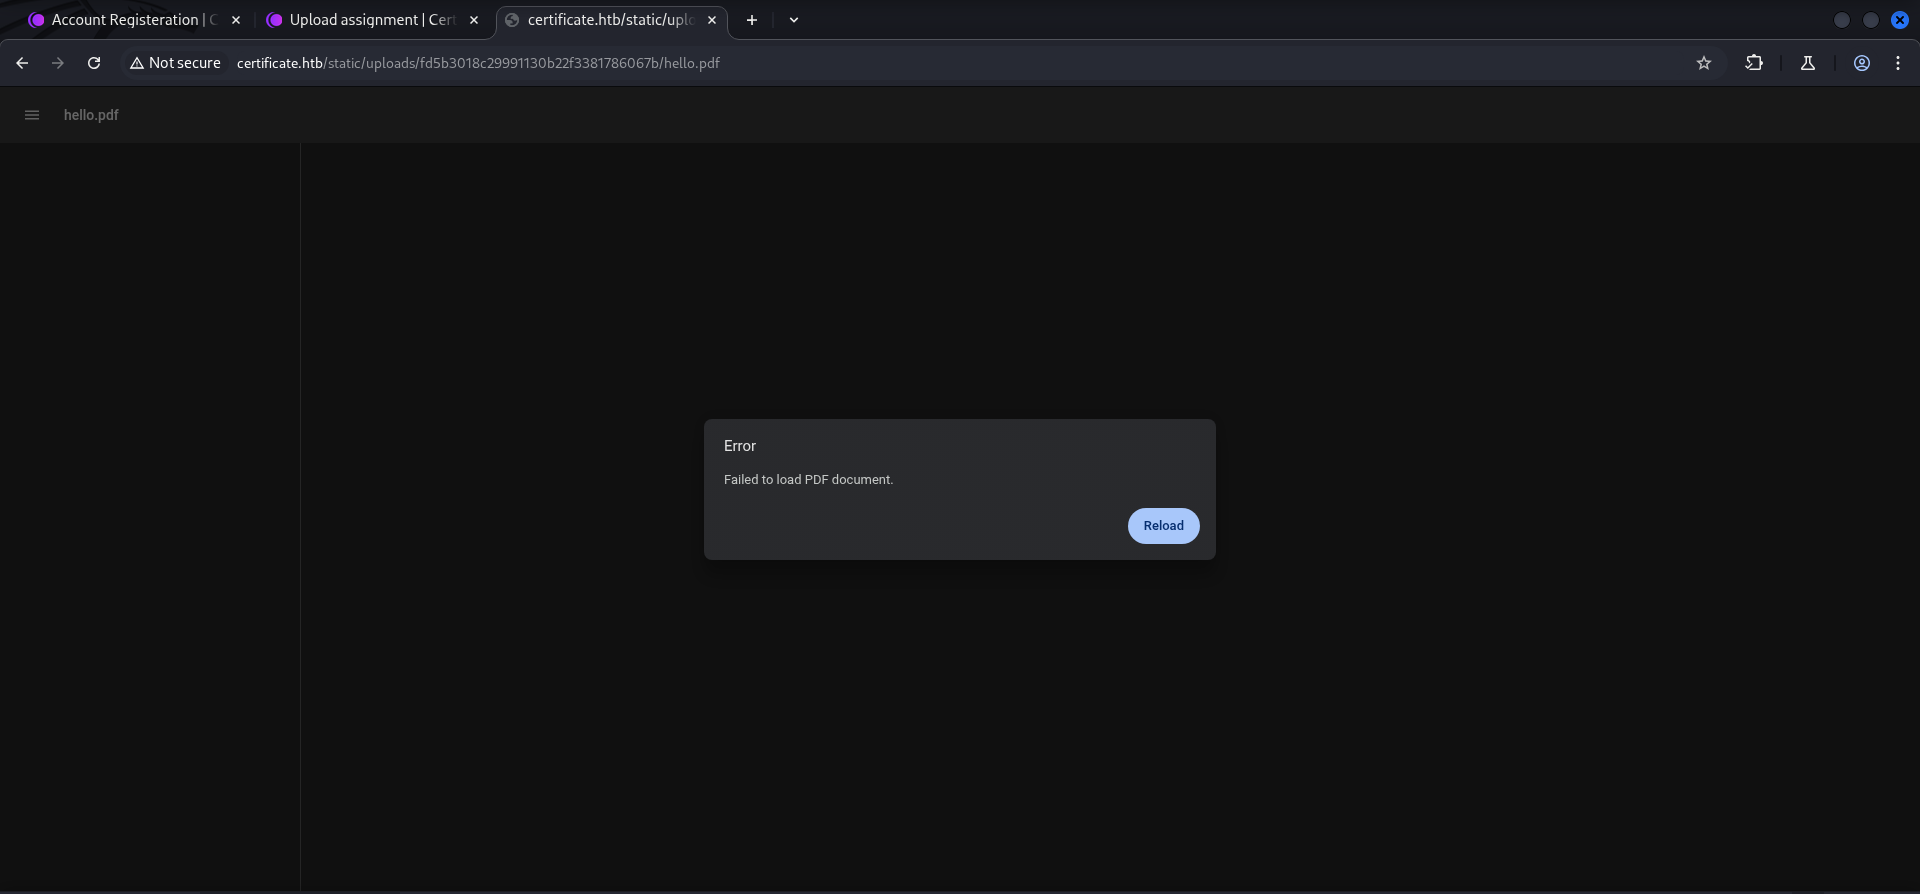 Account Registeration | C
Upload assignment | Cert
certificate.htb/static/uplo
Not secure
certificate.htb/static/uploads/fd5b3018c29991130b22f3381786067b/hello.pdf
hello.pdf
Error
Failed to load PDF document.
Reload